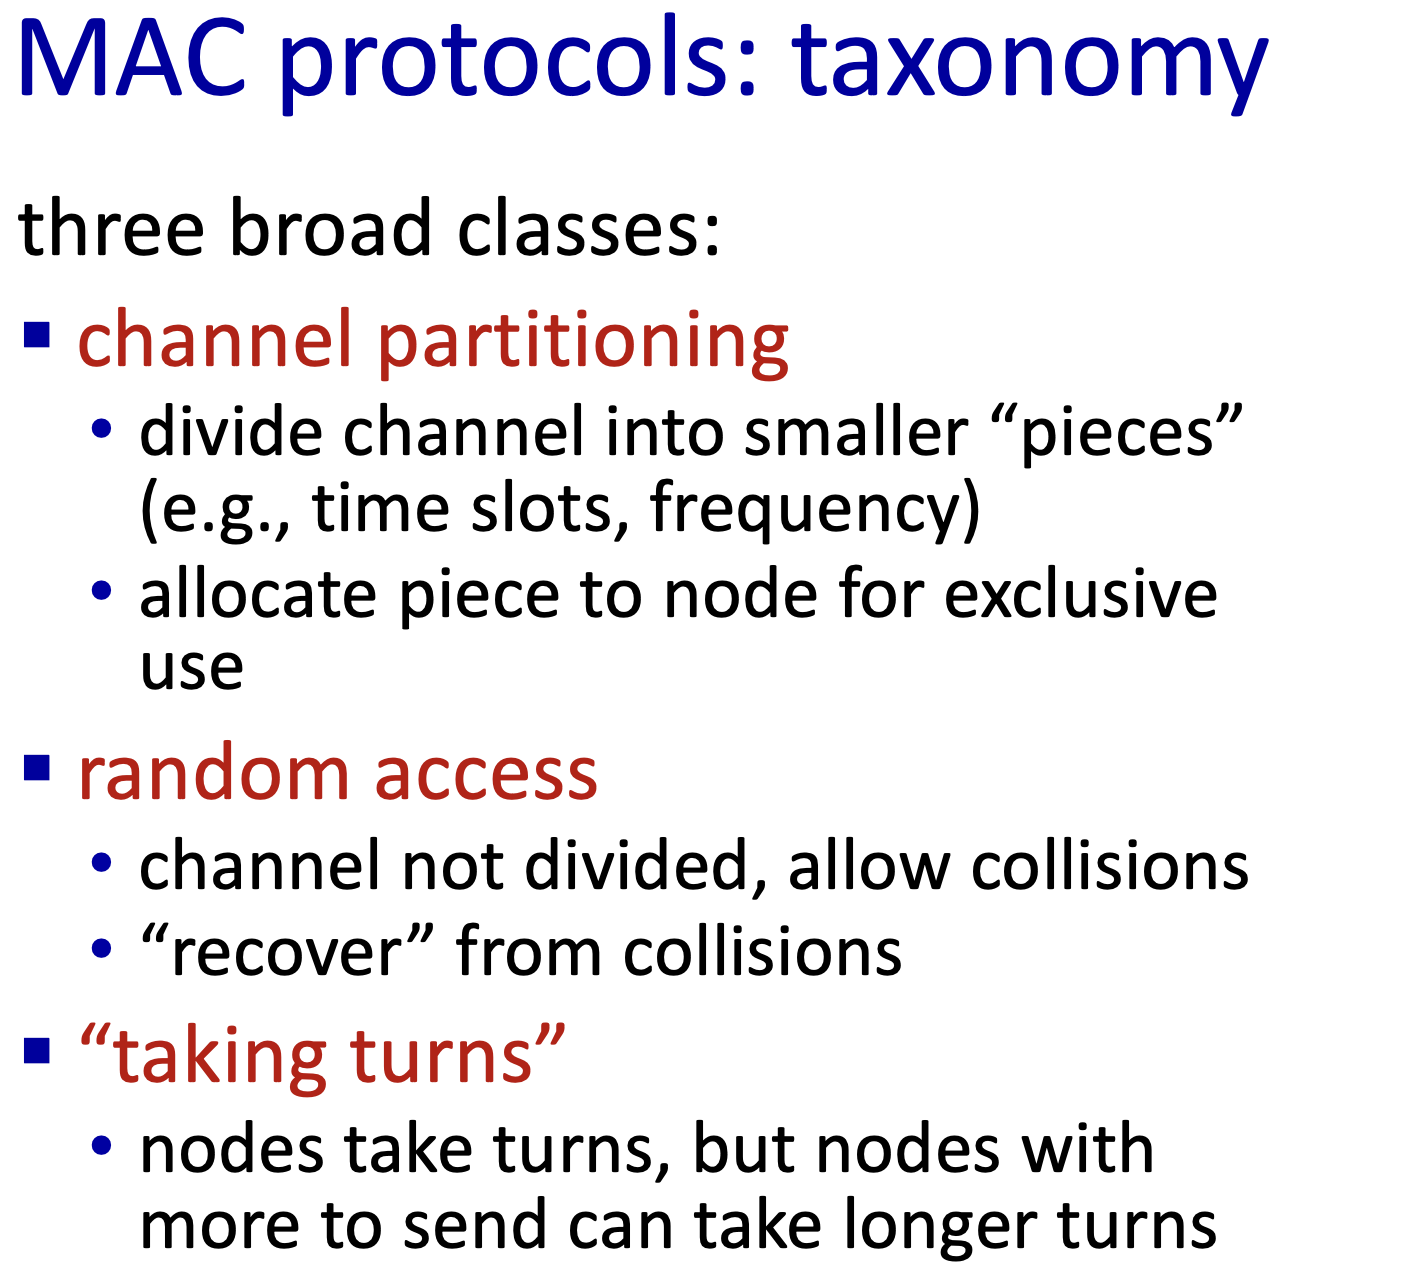 MAC protocols: taxonomy
three broad classes:
▪ channel partitioning
• divide channel into smaller “pieces”
(e.g., time slots, frequency)
• allocate piece to node for exclusive
use
▪ random access
• channel not divided, allow collisions
• “recover” from collisions
▪ “taking turns”
• nodes take turns, but nodes with
more to send can take longer turns